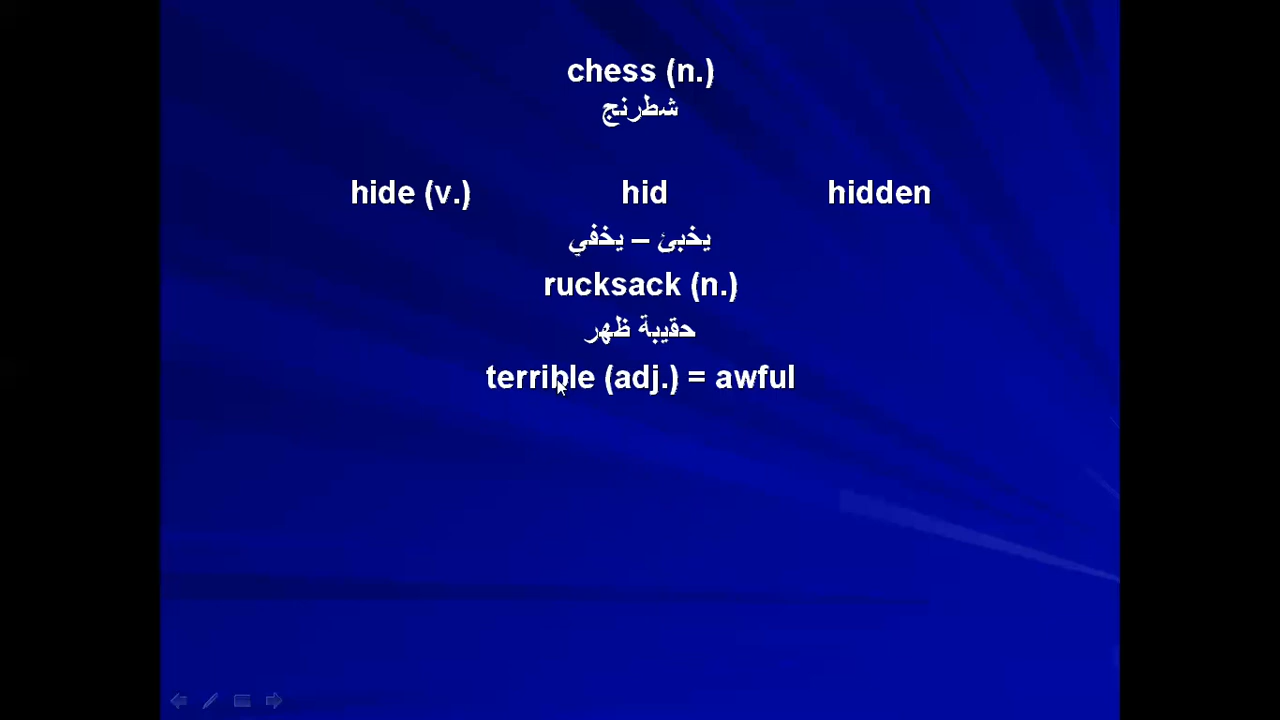 chess (n.)
شطرنج
hide (v.) hid hidden
يخبئ – يخفي
rucksack (n.)
حقيبة ظهر
terrible (adj.) = awful